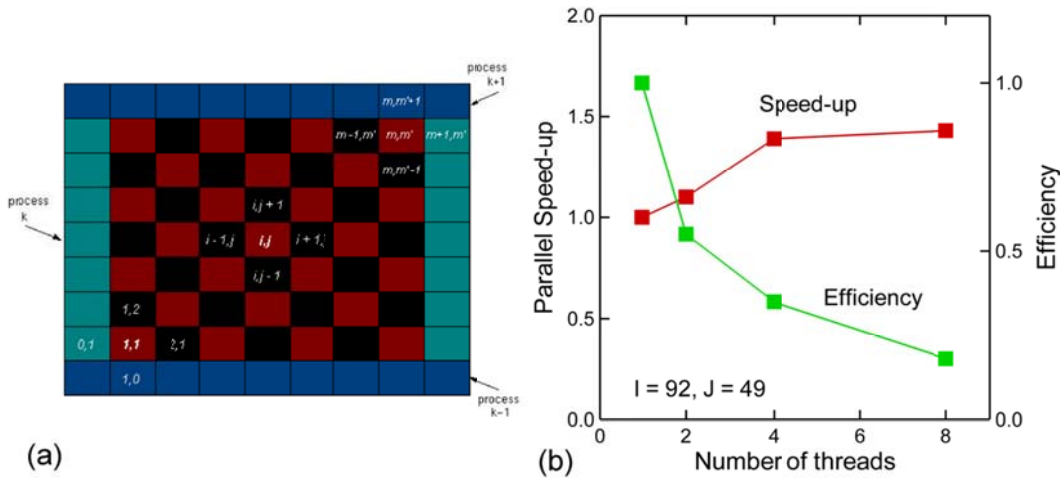 process
k+1
m,m'+1
m-1,m'
m,m'
m+1,m'
m,m'-1
process
k
i,j+1
i-1,j
i,j
i+1,j
i,j-1
1,2
0,1
1,1
2,1
1,0
process
k-1
(a)
2.0
1.5
1.0
0.5
0.0
Parallel Speed-up
Speed-up
Efficiency
I = 92, J = 49
1.0
0.5
0.0
Efficiency
0
2
4
6
8
Number of threads
(b)